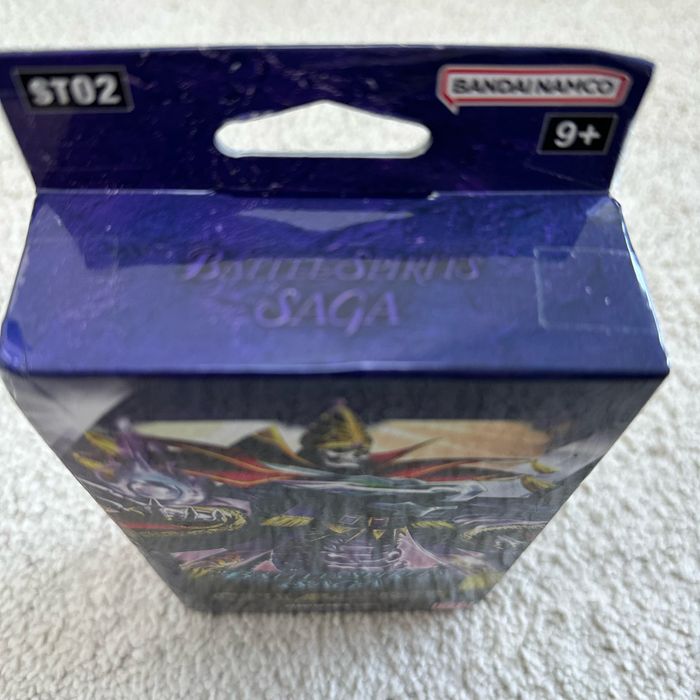 ST02
BANDAI NAMCO
9+
BATTLE SPIRITS
SAGA